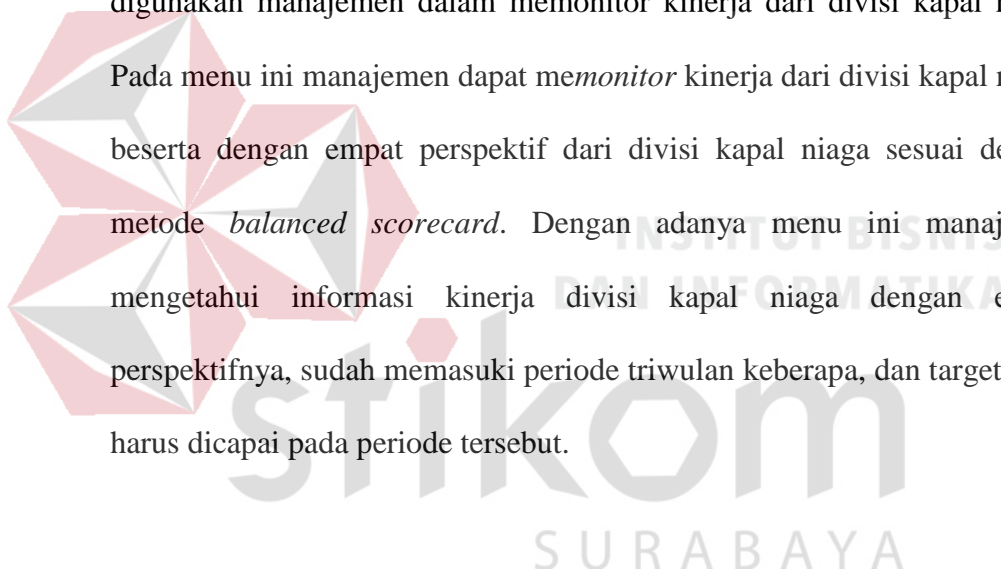 digunakan manajemen dalam memonitor kinerja dari divisi kapal
Pada menu ini manajemen dapat memonitor kinerja dari divisi kapal
beserta dengan empat perspektif dari divisi kapal niaga sesuai
metode balanced scorecard. Dengan adanya menu ini
INSTITUT BISNIS
mengetahui informasi kinerja divisi kapal niaga dengan
DAN INFORMATIKA
perspektifnya, sudah memasuki periode triwulan keberapa, dan target
harus dicapai pada periode tersebut.
stikom
SURABAYA